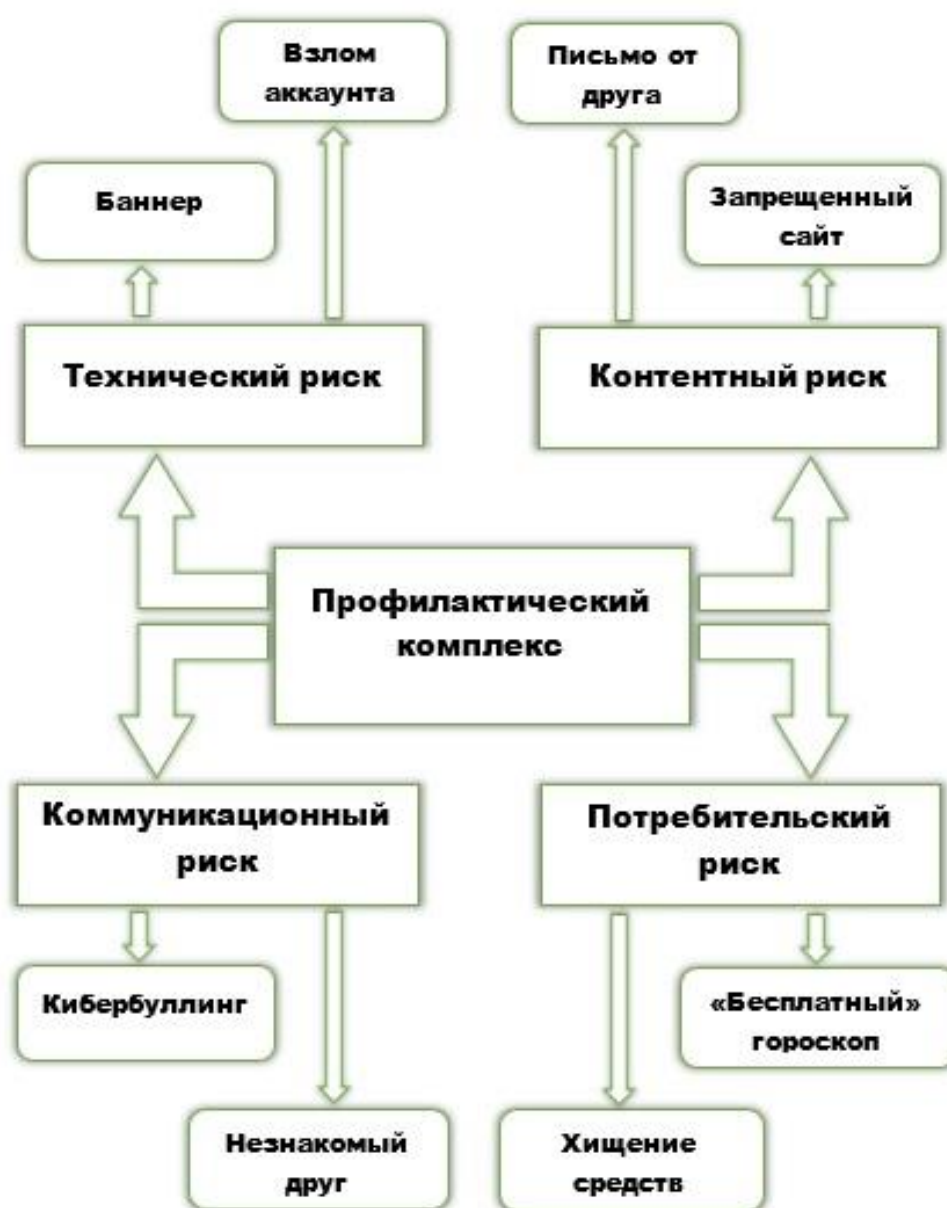 Взлом
аккаунта
Письмо от
друга
Баннер
Запрещенный
сайт
Технический риск
Контентный риск
Профилактический
комплекс
Коммуникационный
риск
Потребительский
риск
Кибербуллинг
«Бесплатный»
гороскоп
Незнакомый
друг
Хищение
средств